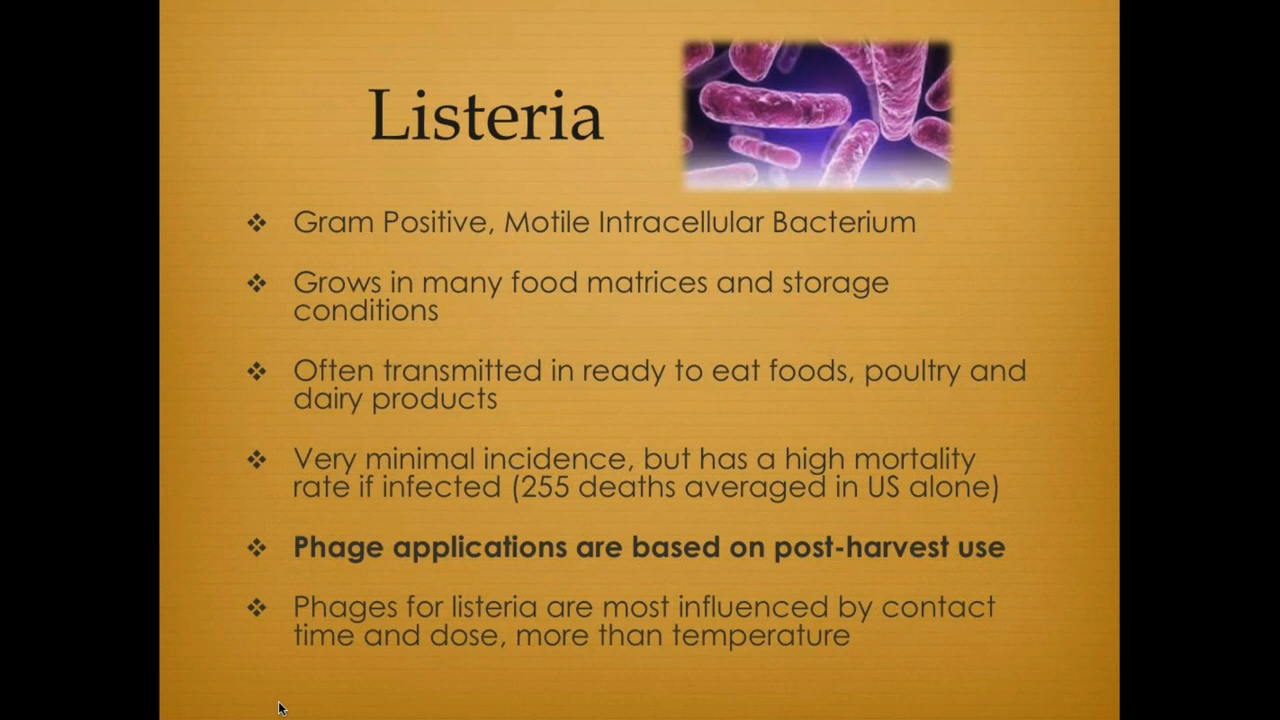 Listeria
Gram Positive, Motile Intracellular Bacterium
Grows in many food matrices and storage
conditions
Often transmitted in ready to eat foods, poultry and
dairy products
Very minimal incidence, but has a high mortality
rate if infected (255 deaths averaged in US alone)
Phage applications are based on post-harvest use
Phages for listeria are most influenced by contact
time and dose, more than temperature